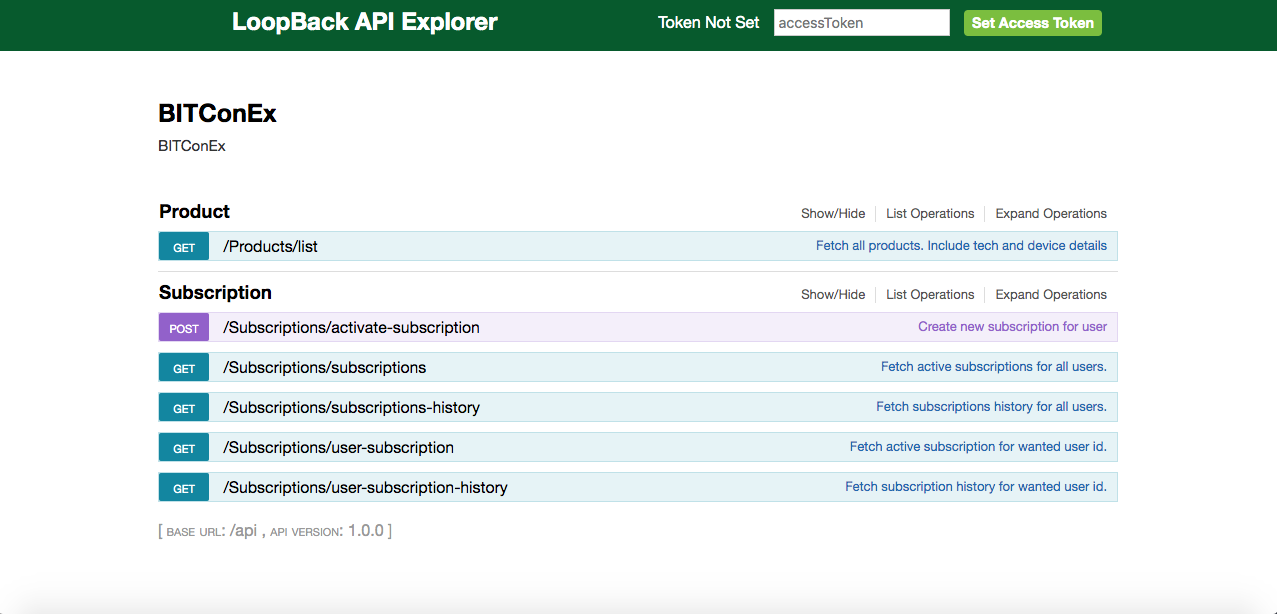 LoopBack API Explorer Token Not Set accessToken Set Access Token
BITConEx
BITConEx
Product Show/Hide List Operations Expand Operations
GET /Products/list Fetch all products. Include tech and device details
Subscription Show/Hide List Operations Expand Operations
POST /Subscriptions/activate-subscription Create new subscription for user
GET /Subscriptions/subscriptions Fetch active subscriptions for all users.
GET /Subscriptions/subscriptions-history Fetch subscriptions history for all users.
GET /Subscriptions/user-subscription Fetch active subscription for wanted user id.
GET /Subscriptions/user-subscription-history Fetch subscription history for wanted user id.
[ BASE URL: /api , API VERSION: 1.0.0 ]